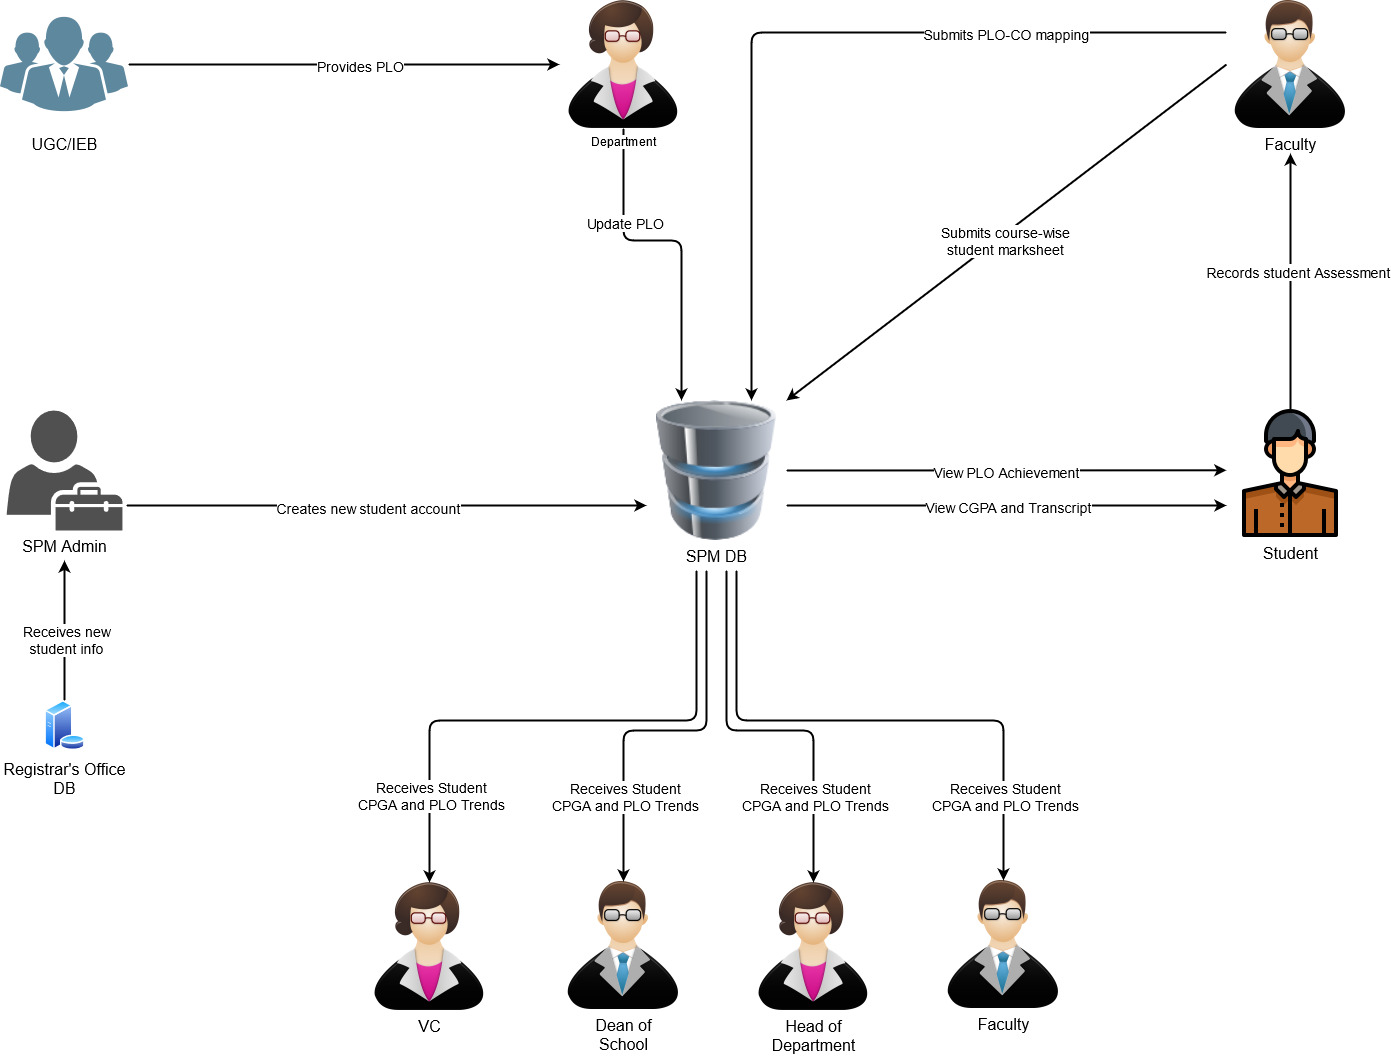 Submits PLO-CO mapping
Provides PLO
UGC/IEB
Department
Faculty
Update PLO
Submits course-wise
student marksheet
Records student Assessment
View PLO Achievement
Creates new student account
View CGPA and Transcript
SPM Admin
SPM DB
Student
Receives new
student info
Registrar's Office
DB
Receives Student
CPGA and PLO Trends
Receives Student
CPGA and PLO Trends
Receives Student
CPGA and PLO Trends
Receives Student
CPGA and PLO Trends
VC
Dean of
School
Head of
Department
Faculty